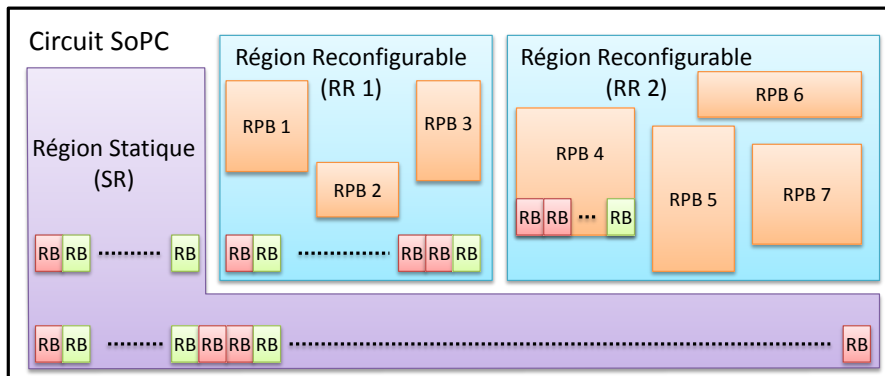 Circuit SoPC
Région Statique
(SR)
RB RB ......... RB
RB RB ......... RB RB RB RB .................................... RB
Région Reconfigurable
(RR 1)
RPB 1
RPB 2
RPB 3
RB RB ............. RB RB RB
Région Reconfigurable
(RR 2)
RPB 4
RB RB ... RB
RPB 5
RPB 6
RPB 7